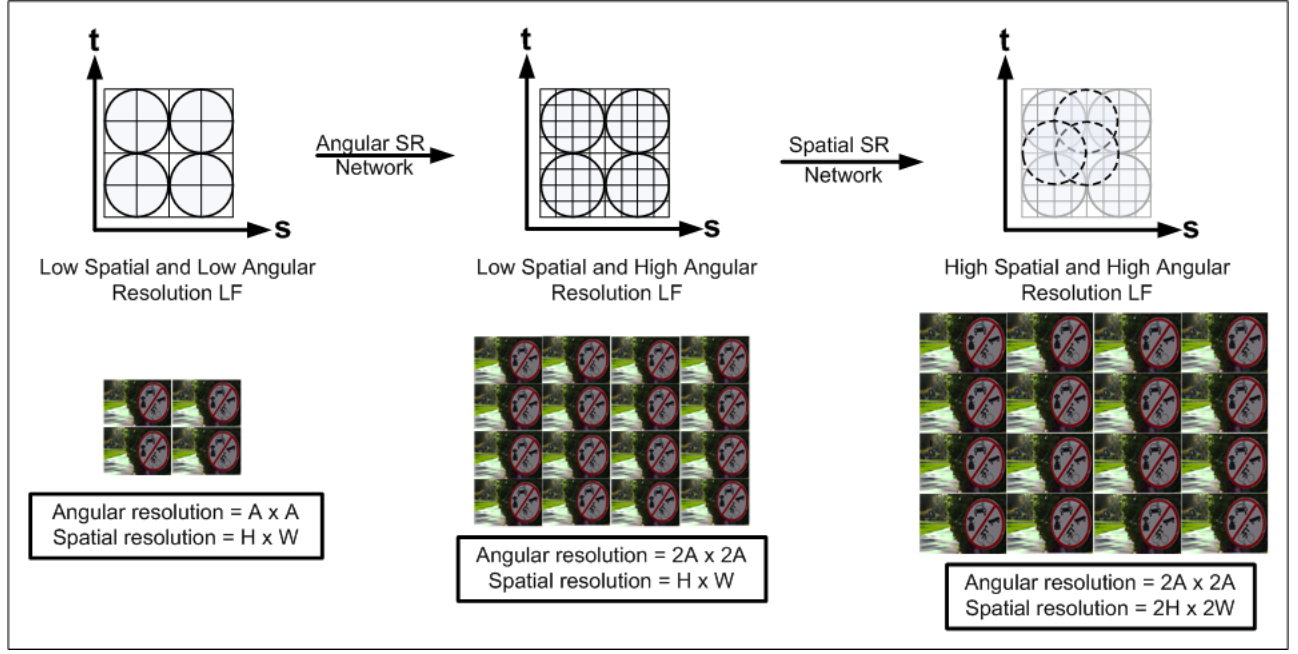 t
s
Low Spatial and Low Angular
Resolution LF
Angular resolution = A x A
Spatial resolution = H x W
Angular SR
Network
t
s
Low Spatial and High Angular
Resolution LF
Angular resolution = 2A x 2A
Spatial resolution = H x W
Spatial SR
Network
t
s
High Spatial and High Angular
Resolution LF
Angular resolution = 2A x 2A
Spatial resolution = 2H x 2W